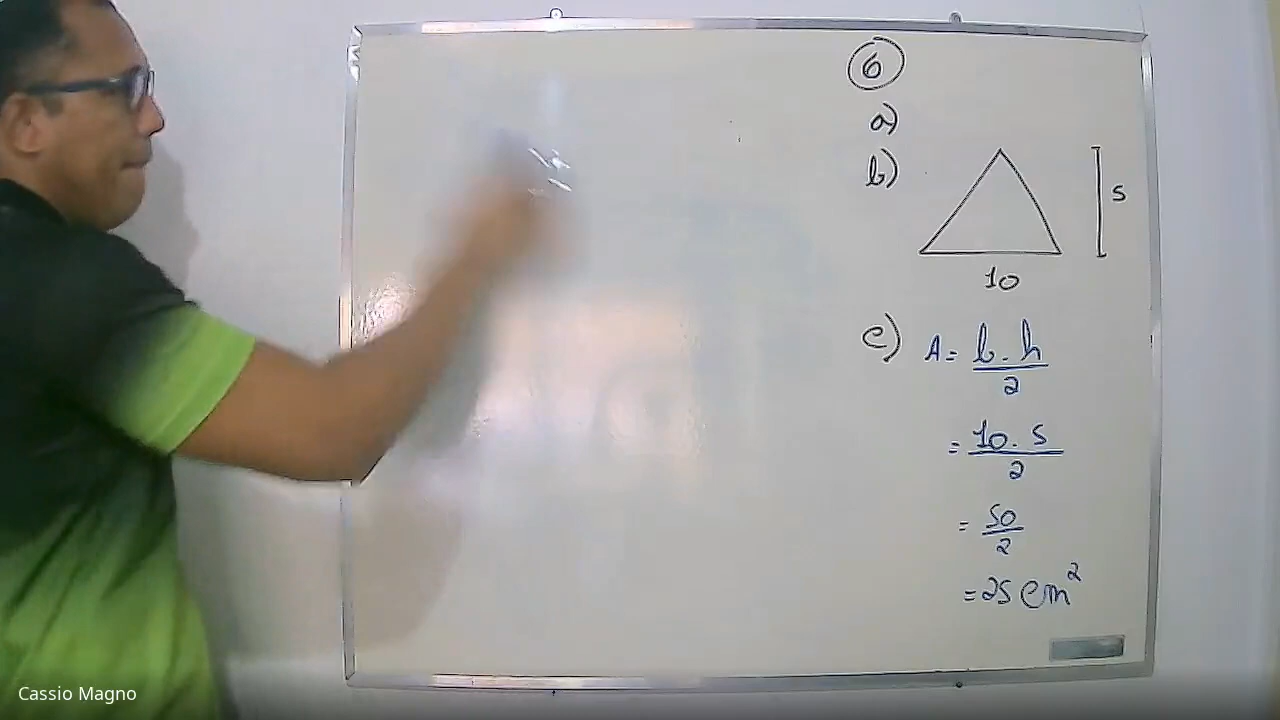 6
a)
b)
5
10
c) A = b . h / 2
= 10 . 5 / 2
= 50 / 2
= 25 cm²
Cassio Magno